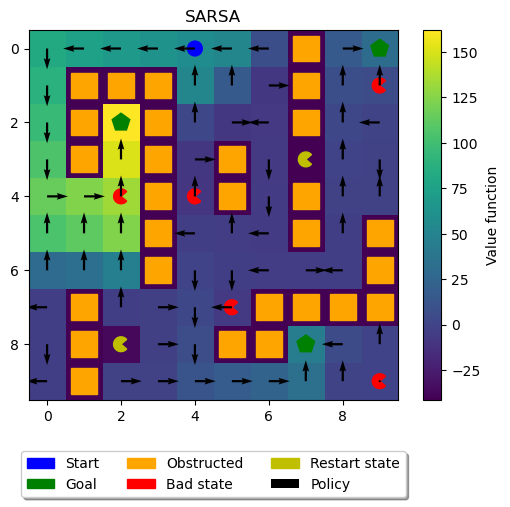 SARSA
0
2
4
6
8
0 2 4 6 8
150
125
100
75
50
25
0
−25
Value function
Start Obstructed Restart state
Goal Bad state Policy